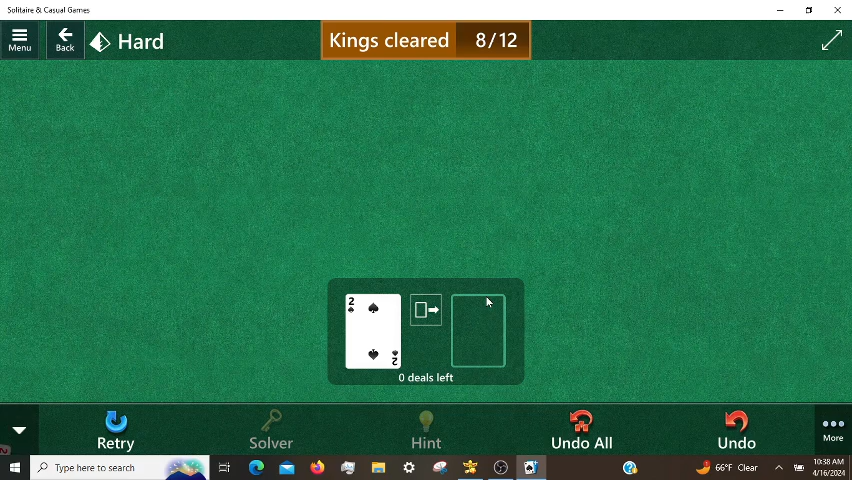 Solitaire & Casual Games
Menu
Back
Hard
Kings cleared 8/12
2
2
0 deals left
Retry
Solver
Hint
Undo All
Undo
More
Type here to search
66°F Clear
10:38 AM
4/16/2024